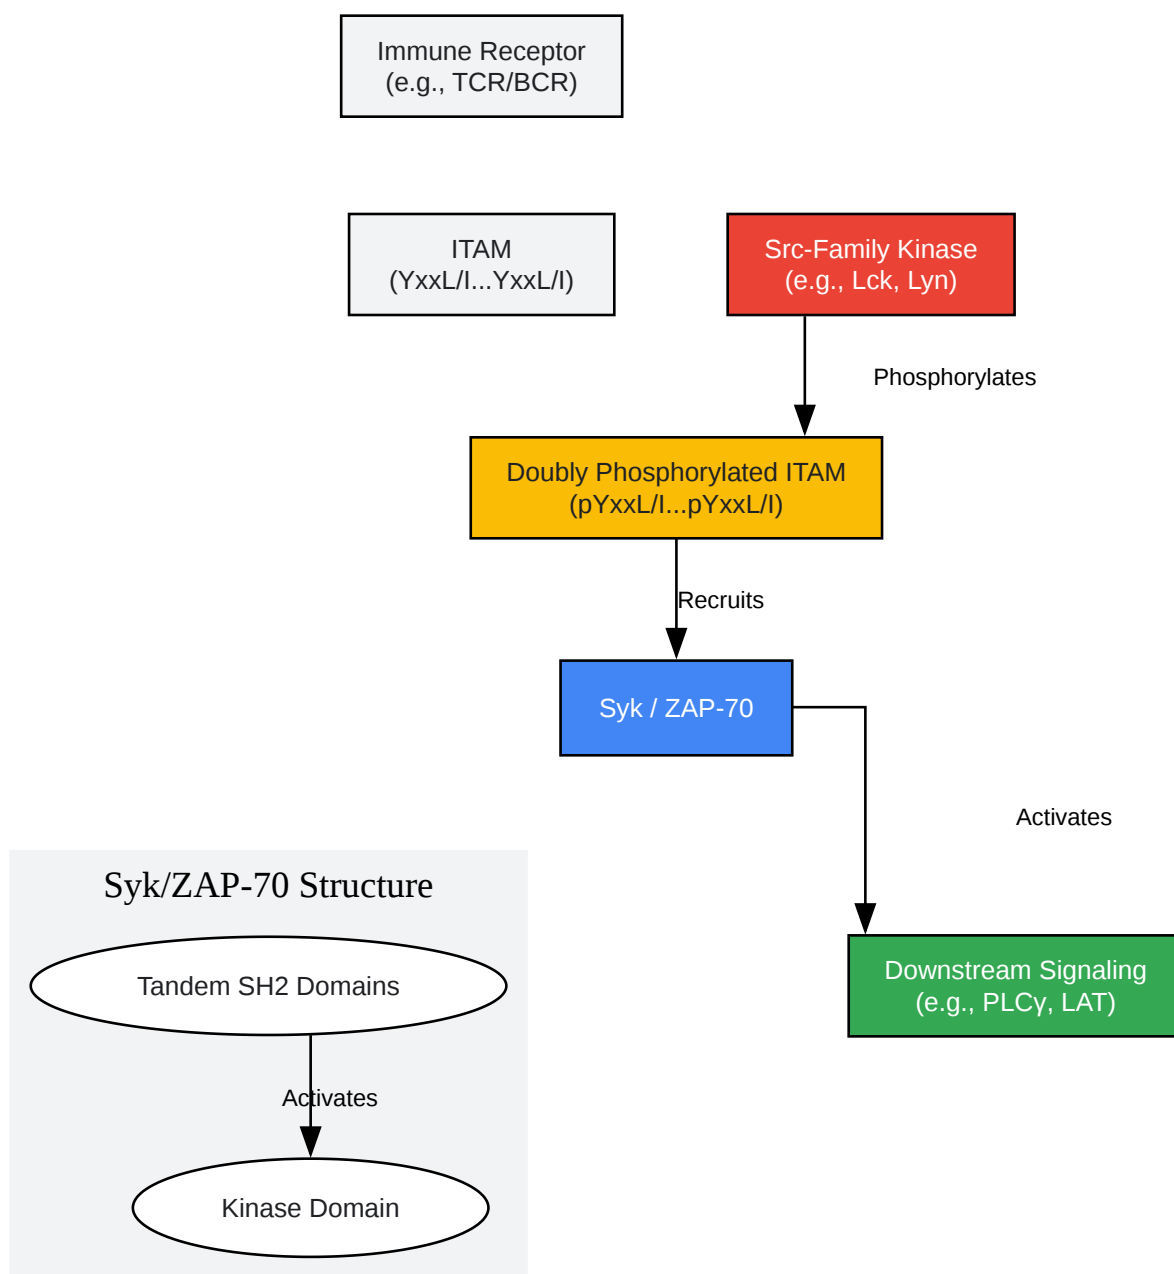 Immune Receptor
(e.g., TCR/BCR)
ITAM
(YxxL/I...YxxL/I)
Src-Family Kinase
(e.g., Lck, Lyn)
Phosphorylates
Doubly Phosphorylated ITAM
(pYxxL/I...pYxxL/I)
Recruits
Syk / ZAP-70
Activates
Syk/ZAP-70 Structure
Tandem SH2 Domains
Downstream Signaling
(e.g., PLCγ, LAT)
Activates
Kinase Domain